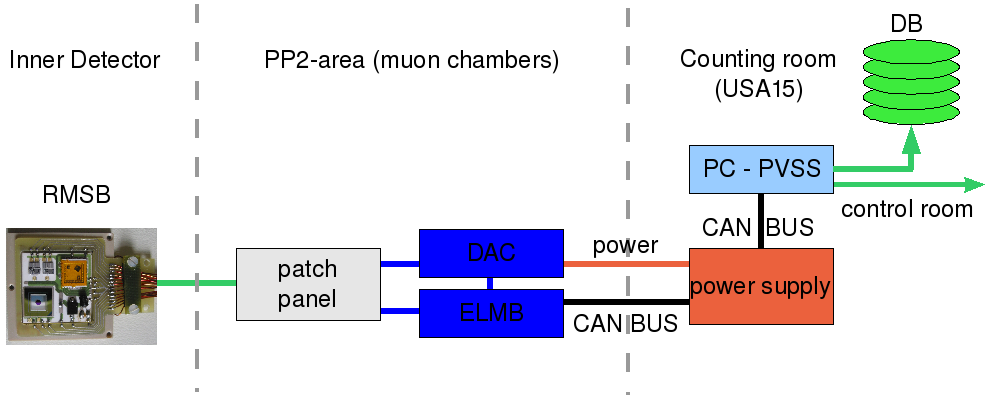 Inner Detector
PP2-area (muon chambers)
Counting room
(USA15)
DB
RMSB
PC - PVSS
control room
CAN BUS
patch
panel
DAC
ELMB
power
CAN BUS
power supply